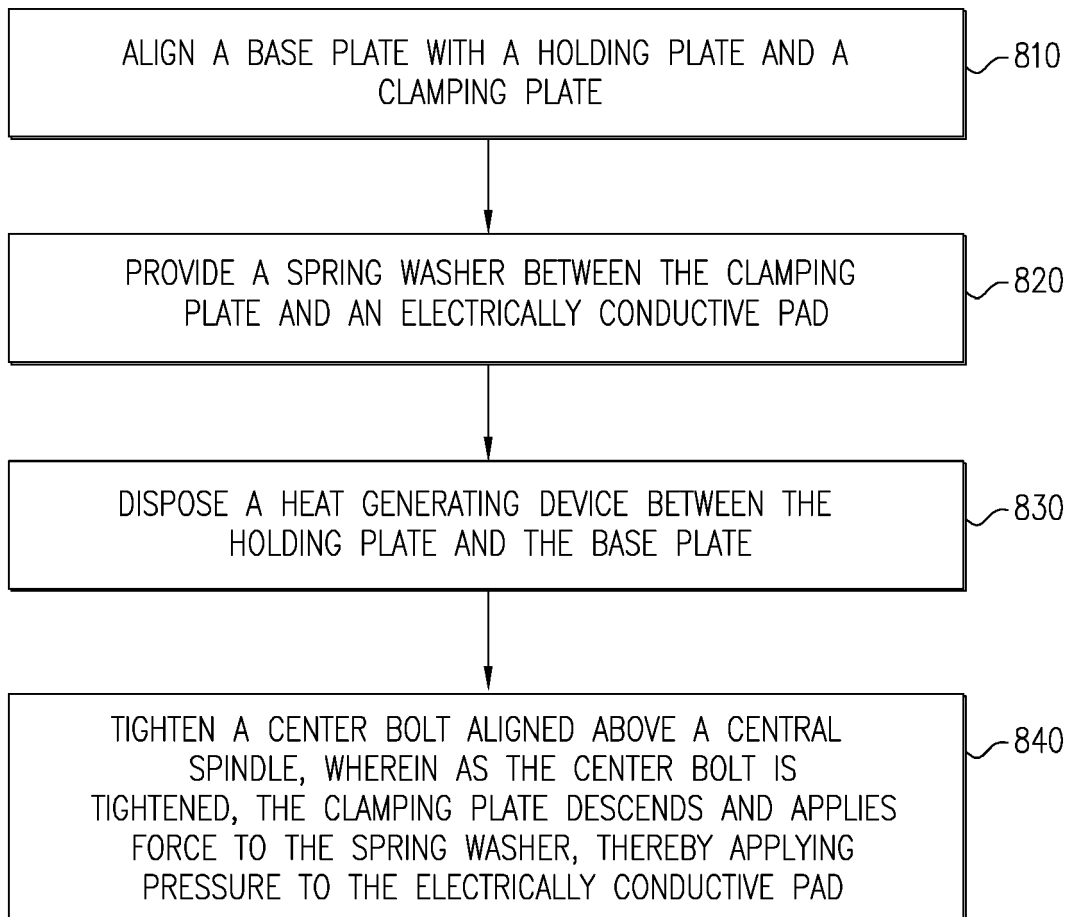 ALIGN A BASE PLATE WITH A HOLDING PLATE AND A
CLAMPING PLATE
810
PROVIDE A SPRING WASHER BETWEEN THE CLAMPING
PLATE AND AN ELECTRICALLY CONDUCTIVE PAD
820
DISPOSE A HEAT GENERATING DEVICE BETWEEN THE
HOLDING PLATE AND THE BASE PLATE
830
TIGHTEN A CENTER BOLT ALIGNED ABOVE A CENTRAL
SPINDLE, WHEREIN AS THE CENTER BOLT IS
TIGHTENED, THE CLAMPING PLATE DESCENDS AND APPLIES
FORCE TO THE SPRING WASHER, THEREBY APPLYING
PRESSURE TO THE ELECTRICALLY CONDUCTIVE PAD
840